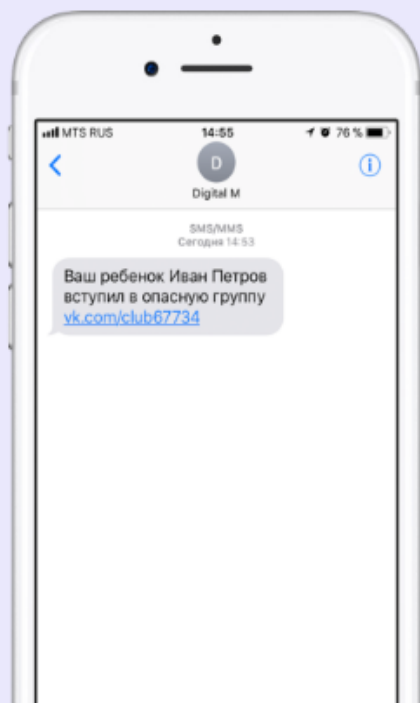 MTS RUS 14:55 76 %
D
Digital M
SMS/MMS
Сегодня 14:53
Ваш ребенок Иван Петров
вступил в опасную группу
vk.com/club67734